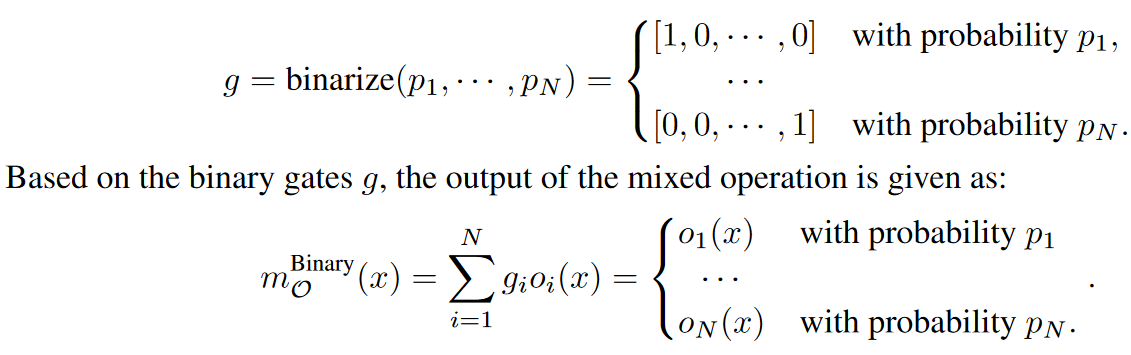 g = binarize(p_1, ⋯ , p_N) = { [1, 0, ⋯ , 0] with probability p_1,
⋯
[0, 0, ⋯ , 1] with probability p_N.
Based on the binary gates g, the output of the mixed operation is given as:
m_𝒪^Binary(x) = ∑_{i=1}^{N} g_i o_i(x) = { o_1(x) with probability p_1
⋯ .
o_N(x) with probability p_N.